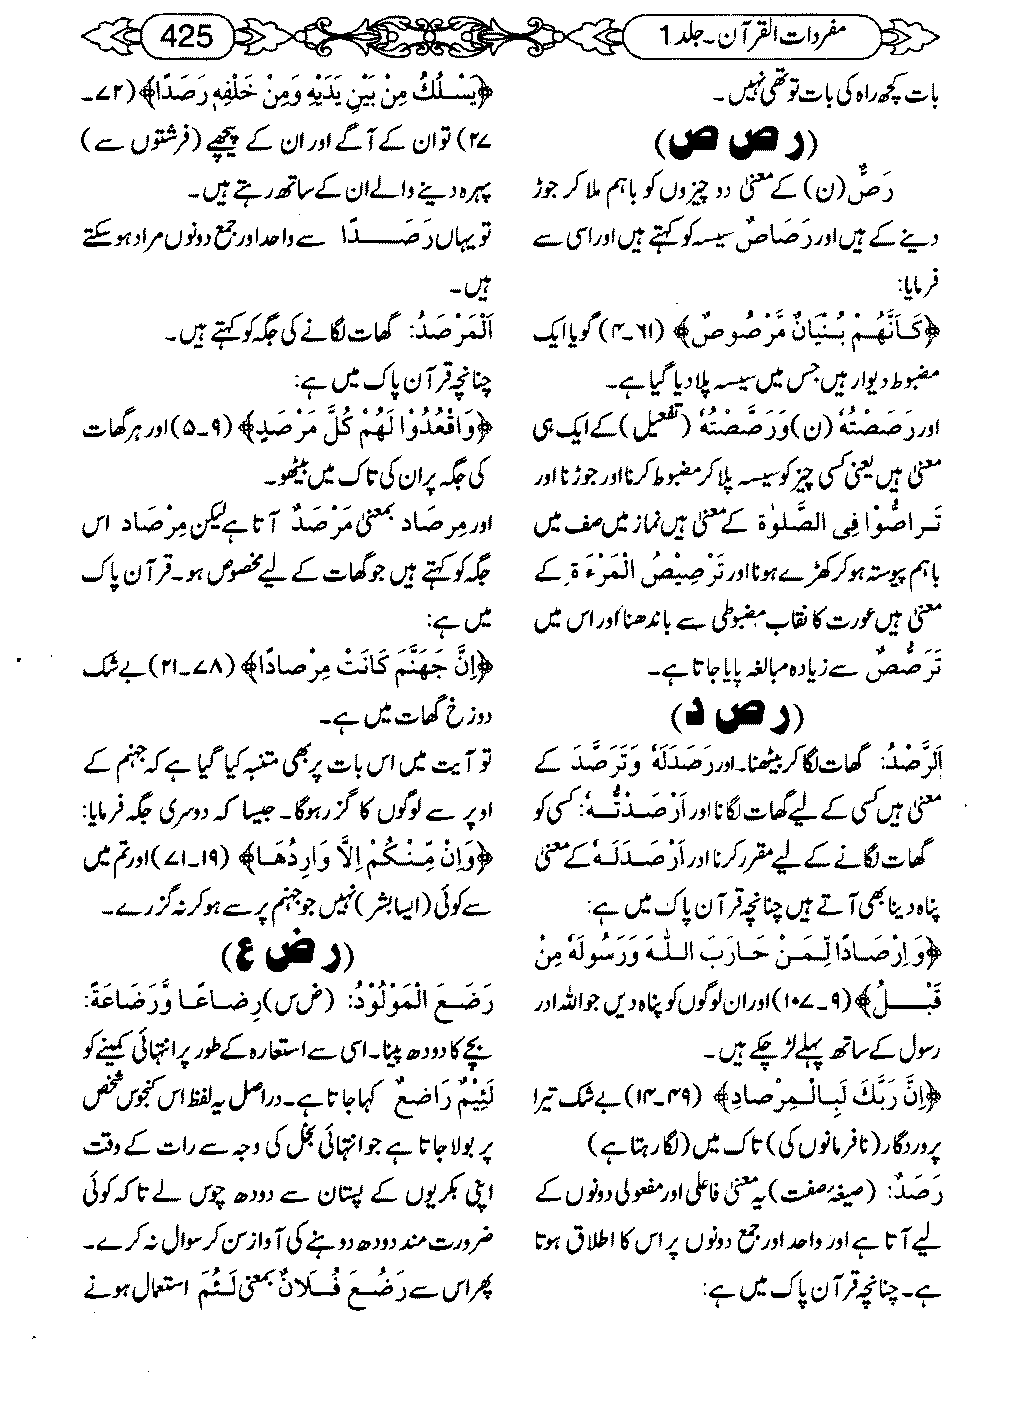 مفردات القرآن۔ جلد 1
425
بات کچھ راہ کی بات تو تھی نہیں۔
(ر ص ص)
رَصٌّ (ن) کے معنیٰ دو چیزوں کو باہم ملا کر جوڑ
دینے کے ہیں اور رَصَاصٌ سیسہ کو کہتے ہیں اور اسی سے
فرمایا:
﴿كَاَنَّهُمْ بُنْيَانٌ مَّرْصُوصٌ﴾ (۶۱۔۴) گویا ایک
مضبوط دیوار ہیں جس میں سیسہ پلا دیا گیا ہے۔
اور رَصَصْتُهٗ (ن) وَرَصَّصْتُهٗ (تفعیل) کے ایک ہی
معنیٰ ہیں یعنی کسی چیز کو سیسہ پلا کر مضبوط کرنا اور جوڑنا اور
تَراصُّوْا فِی الصَّلوٰة کے معنیٰ ہیں نماز میں صف میں
باہم پیوستہ ہو کر کھڑے ہونا اور تَرْصِيْصُ الْمَرْءَةِ کے
معنیٰ ہیں عورت کا نقاب مضبوطی سے باندھنا اور اس میں
تَرَصُّصٌ سے زیادہ مبالغہ پایا جاتا ہے۔
(ر ص د)
اَلرَّصْدُ: گھات لگا کر بیٹھنا۔ اور رَصَدَلَهٗ وَتَرَصَّدَ کے
معنیٰ ہیں کسی کے لیے گھات لگانا اور اَرْصَدْتُّهٗ: کسی کو
گھات لگانے کے لیے مقرر کرنا اور اَرْصَدَلَهٗ کے معنی
پناہ دینا بھی آتے ہیں چنانچہ قرآن پاک میں ہے:
﴿وَاِرْصَادًا لِّمَنْ حَارَبَ اللّٰهَ وَرَسُوْلَهٗ مِنْ
قَبْلُ﴾ (۹۔۱۰۷) اور ان لوگوں کو پناہ دیں جو اللہ اور
رسول کے ساتھ پہلے لڑ چکے ہیں۔
﴿اِنَّ رَبَّكَ لَبِالْمِرْصَادِ﴾ (۴۹۔۱۴) بے شک تیرا
پروردگار (نافرمانوں کی) تاک میں (لگا رہتا ہے)
رَصَدٌ: (صیغۂ صفت) یہ معنیٰ فاعلی اور مفعولی دونوں کے
لیے آتا ہے اور واحد اور جمع دونوں پر اس کا اطلاق ہوتا
ہے۔ چنانچہ قرآن پاک میں ہے:
﴿يَسْلُكُ مِنْ بَيْنِ يَدَيْهِ وَمِنْ خَلْفِهٖ رَصَدًا﴾ (۷۲۔
۲۷) تو ان کے آگے اور ان کے پیچھے (فرشتوں سے)
پہرہ دینے والے ان کے ساتھ رہتے ہیں۔
تو یہاں رَصَدًا سے واحد اور جمع دونوں مراد ہو سکتے
ہیں۔
اَلْمَرْصَدُ: گھات لگانے کی جگہ کو کہتے ہیں۔
چنانچہ قرآن پاک میں ہے:
﴿وَاقْعُدُوْا لَهُمْ كُلَّ مَرْصَدٍ﴾ (۹۔۵) اور ہر گھات
کی جگہ پر ان کی تاک میں بیٹھو۔
اور مِرصَاد بمعنی مَرْصَدٌ آتا ہے لیکن مِرْصَاد اس
جگہ کو کہتے ہیں جو گھات کے لیے مخصوص ہو۔ قرآن پاک
میں ہے:
﴿اِنَّ جَهَنَّمَ كَانَتْ مِرْصَادًا﴾ (۷۸۔۲۱) بے شک
دوزخ گھات میں ہے۔
تو آیت میں اس بات پر بھی متنبہ کیا گیا ہے کہ جہنم کے
اوپر سے لوگوں کا گزر ہوگا۔ جیسا کہ دوسری جگہ فرمایا:
﴿وَاِنْ مِّنْكُمْ اِلَّا وَارِدُهَا﴾ (۱۹۔۷۱) اور تم میں
سے کوئی (ایسا بشر) نہیں جو جہنم پر سے ہو کر نہ گزرے۔
(ر ض ع)
رَضَعَ الْمَوْلُوْدُ: (ض س) رِضَاعًا وَّرَضَاعَةً:
بچے کا دودھ پینا۔ اسی سے استعارہ کے طور پر انتہائی کمینے کو
لَئِيْمٌ رَاضِعٌ کہا جاتا ہے۔ دراصل یہ لفظ اس کنجوس شخص
پر بولا جاتا ہے جو انتہائی بخل کی وجہ سے رات کے وقت
اپنی بکریوں کے پستان سے دودھ چوس لے تاکہ کوئی
ضرورت مند دودھ دوہنے کی آواز سن کر سوال نہ کرے۔
پھر اس سے رَضُعَ فُلَانٌ بمعنی لَئُمَ استعمال ہونے